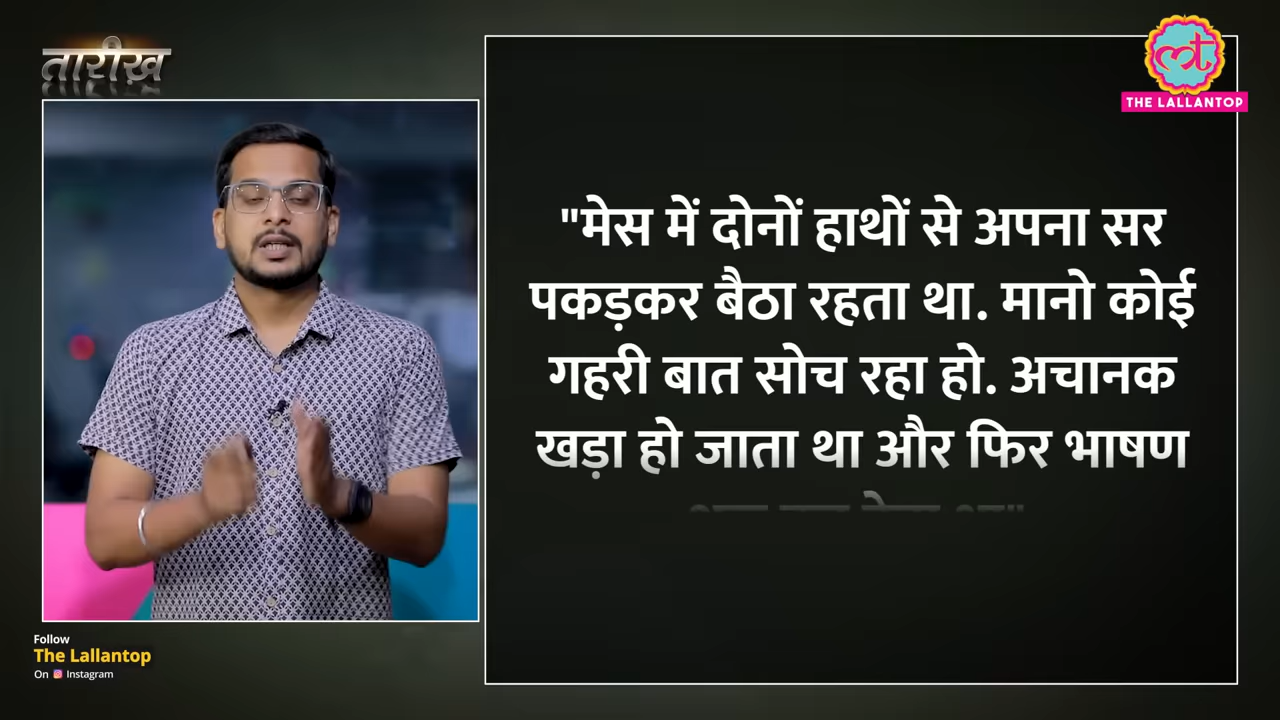 तारीख़
THE LALLANTOP
"मेस में दोनों हाथों से अपना सर
पकड़कर बैठा रहता था. मानो कोई
गहरी बात सोच रहा हो. अचानक
खड़ा हो जाता था और फिर भाषण
Follow
The Lallantop
On Instagram